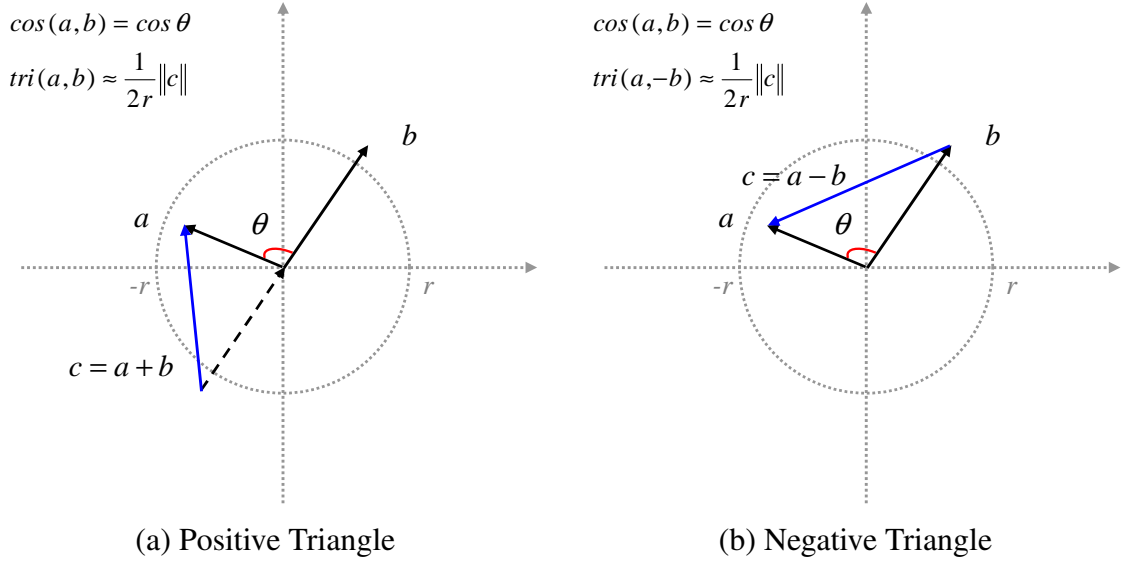 cos(a,b) = cos θ
tri(a,b) ≈ 1/2r ‖c‖
b
a
θ
-r
r
c = a + b
(a) Positive Triangle
cos(a,b) = cos θ
tri(a,−b) ≈ 1/2r ‖c‖
b
c = a − b
a
θ
-r
r
(b) Negative Triangle